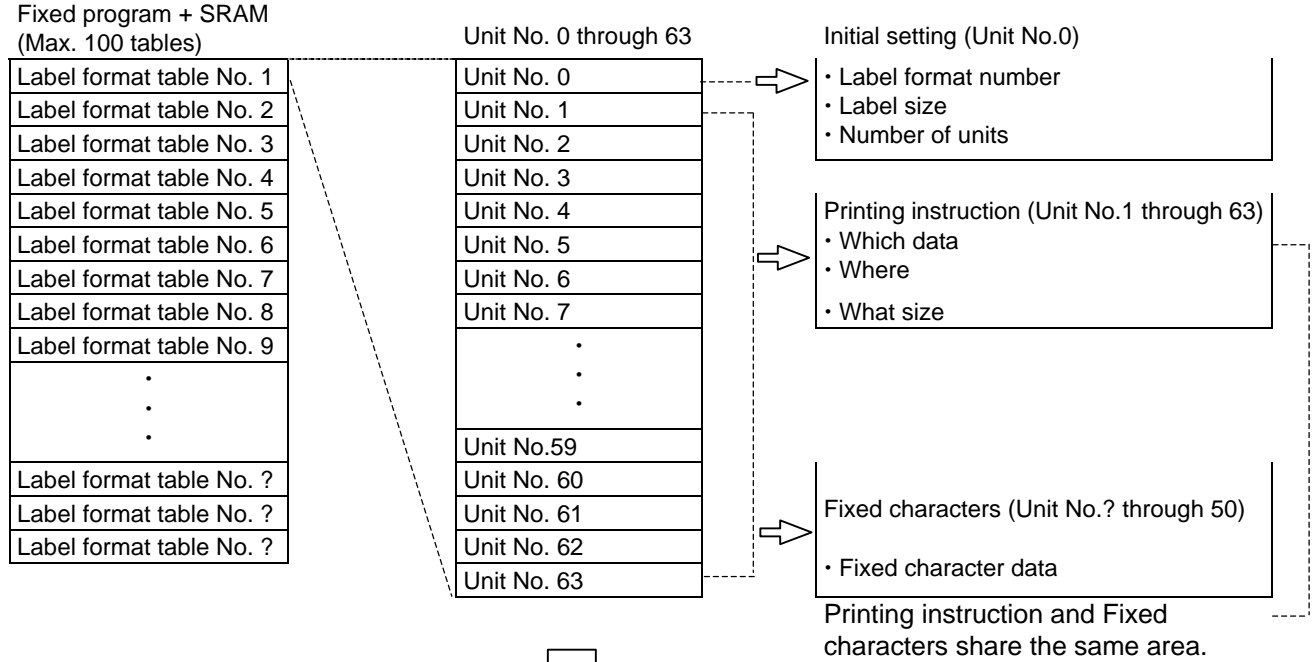 Fixed program + SRAM
(Max. 100 tables)
Label format table No. 1
Label format table No. 2
Label format table No. 3
Label format table No. 4
Label format table No. 5
Label format table No. 6
Label format table No. 7
Label format table No. 8
Label format table No. 9
・
・
・
Label format table No. ?
Label format table No. ?
Label format table No. ?
Unit No. 0 through 63
Unit No. 0
Unit No. 1
Unit No. 2
Unit No. 3
Unit No. 4
Unit No. 5
Unit No. 6
Unit No. 7
・
・
・
Unit No.59
Unit No. 60
Unit No. 61
Unit No. 62
Unit No. 63
Initial setting (Unit No.0)
・Label format number
・Label size
・Number of units
Printing instruction (Unit No.1 through 63)
・Which data
・Where
・What size
Fixed characters (Unit No.? through 50)
・Fixed character data
Printing instruction and Fixed
characters share the same area.